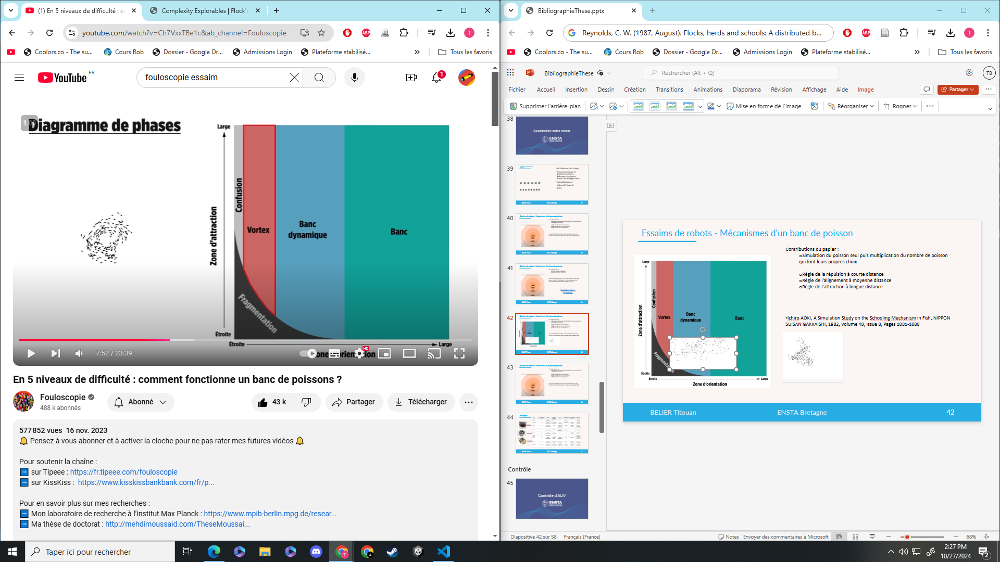 (1) En 5 niveaux de difficulté : c
Complexity Explorables | Flock'
youtube.com/watch?v=Ch7VxxTBe1c&ab_channel=Fouloscopie
Coolors.co - The su...
Cours Rob
Dossier - Google Dr...
Admissions Login
Plateforme stabilisé...
Tous les favoris
YouTube FR
fouloscopie essaim
1
Diagramme de phases
Large
Confusion
Zone d'attraction
Vortex
Banc
dynamique
Banc
Fragmentation
Étroite
Étroite
Large
7:52 / 23:39
HD
En 5 niveaux de difficulté : comment fonctionne un banc de poissons ?
Fouloscopie
488 k abonnés
Abonné
43 k
Partager
Télécharger
577 852 vues 16 nov. 2023
🔔 Pensez à vous abonner et à activer la cloche pour ne pas rater mes futures vidéos 🔔
Pour soutenir la chaîne :
➡️ sur Tipeee : https://fr.tipeee.com/fouloscopie
➡️ sur KissKiss : https://www.kisskissbankbank.com/fr/p...
Pour en savoir plus sur mes recherches :
➡️ Mon laboratoire de recherche à l'institut Max Planck : https://www.mpib-berlin.mpg.de/resear...
➡️ Ma thèse de doctorat : http://mehdimoussaid.com/TheseMoussai...
BibliographieThese.pptx
Reynolds, C. W. (1987, August). Flocks, herds and schools: A distributed b...
Coolors.co - The su...
Cours Rob
Dossier - Google Dr...
Admissions Login
Plateforme stabilisé...
Tous les favoris
BibliographieThese
Rechercher (Alt + Q)
TB
Fichier
Accueil
Insertion
Dessin
Création
Transitions
Animations
Diaporama
Révision
Affichage
Aide
Image
Partager
Supprimer l'arrière-plan
Mise en forme de l'image
Réorganiser
Rogner
38
Coopération entre robots
ENSTA
BRETAGNE
39
40
41
42
43
44
Contrôle
45
Contrôle d'AUV
ENSTA
BRETAGNE
Essaims de robots - Mécanismes d'un banc de poisson
Large
Confusion
Zone d'attraction
Vortex
Banc
dynamique
Banc
Fragmentation
Étroite
Étroite
Large
Zone d'orientation
Contributions du papier :
oSimulation du poisson seul puis multiplication du nombre de poisson
qui font leurs propres choix
oRègle de la répulsion à courte distance
oRègle de l'alignement à moyenne distance
oRègle de l'attraction à longue distance
•Ichiro AOKI, A Simulation Study on the Schooling Mechanism in Fish, NIPPON
SUISAN GAKKAISHI, 1982, Volume 48, Issue 8, Pages 1081-1088
BELIER Titouan
ENSTA Bretagne
42
Diapositive 42 sur 58
Français (France)
Notes
Envoyer des commentaires à Microsoft
68%
Taper ici pour rechercher
2:27 PM
10/27/2024
2